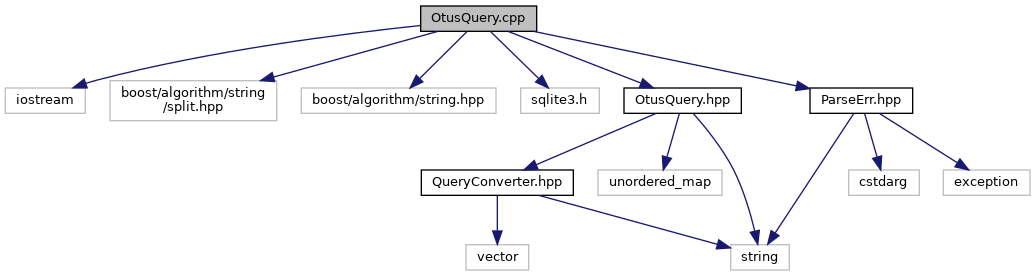 OtusQuery.cpp
iostream
boost/algorithm/string
/split.hpp
boost/algorithm/string.hpp
sqlite3.h
OtusQuery.hpp
ParseErr.hpp
QueryConverter.hpp
unordered_map
cstdarg
exception
vector
string